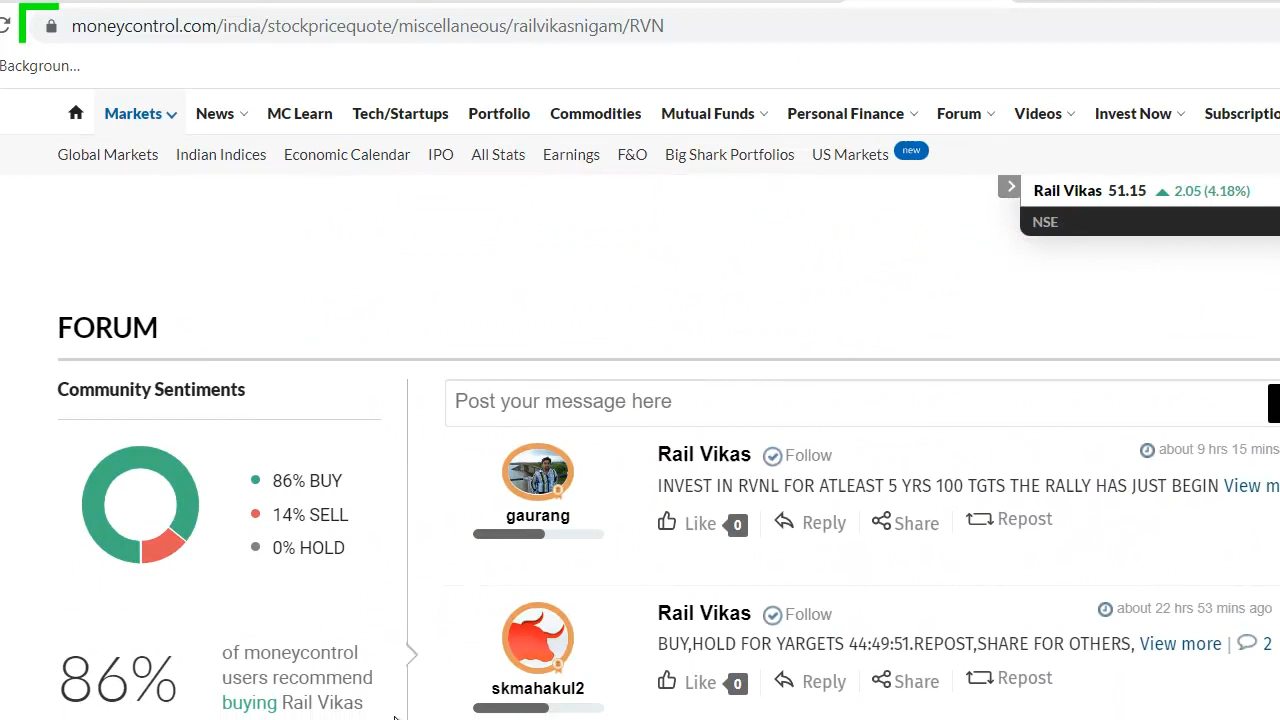 moneycontrol.com/india/stockpricequote/miscellaneous/railvikasnigam/RVN
Backgroun...
Markets News MC Learn Tech/Startups Portfolio Commodities Mutual Funds Personal Finance Forum Videos Invest Now Subscriptio
Global Markets Indian Indices Economic Calendar IPO All Stats Earnings F&O Big Shark Portfolios US Markets new
Rail Vikas 51.15 2.05 (4.18%)
NSE
FORUM
Community Sentiments
86% BUY
14% SELL
0% HOLD
86%
of moneycontrol
users recommend
buying Rail Vikas
Post your message here
gaurang
Rail Vikas Follow about 9 hrs 15 mins
INVEST IN RVNL FOR ATLEAST 5 YRS 100 TGTS THE RALLY HAS JUST BEGIN View m
Like 0 Reply Share Repost
skmahakul2
Rail Vikas Follow about 22 hrs 53 mins ago
BUY,HOLD FOR YARGETS 44:49:51.REPOST,SHARE FOR OTHERS, View more | 2
Like 0 Reply Share Repost